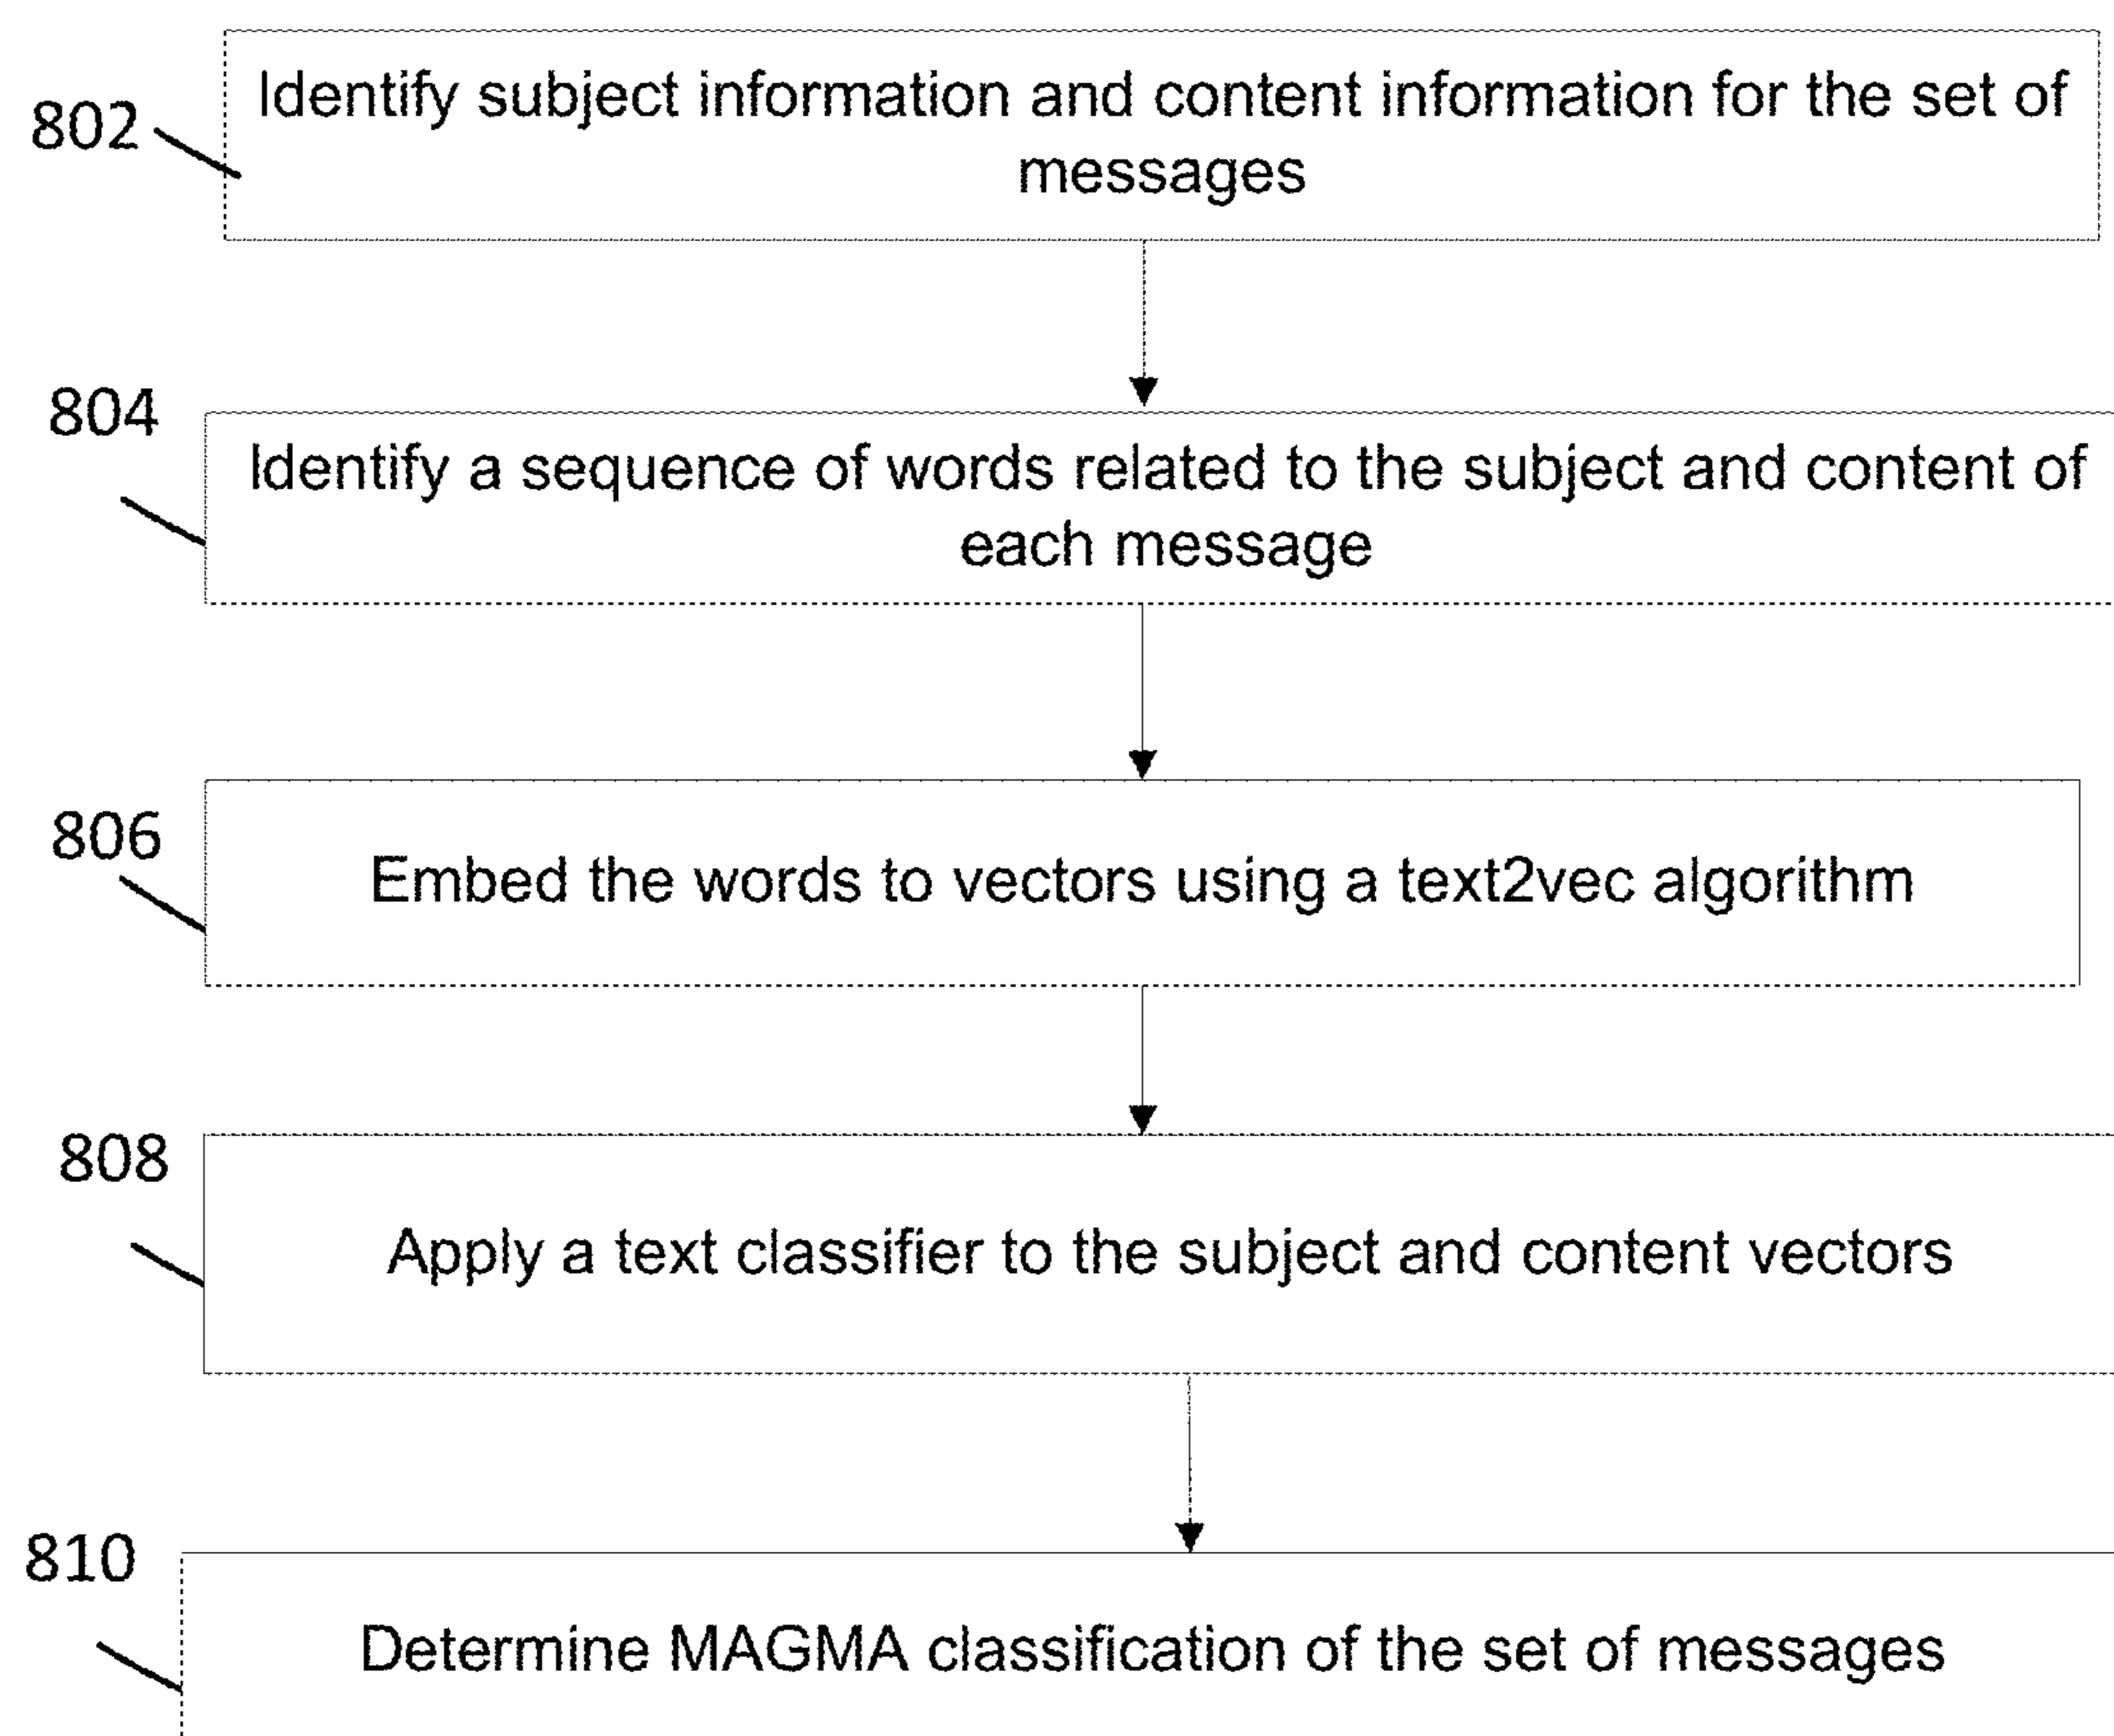 802
Identify subject information and content information for the set of
messages
804
Identify a sequence of words related to the subject and content of
each message
806
Embed the words to vectors using a text2vec algorithm
808
Apply a text classifier to the subject and content vectors
810
Determine MAGMA classification of the set of messages